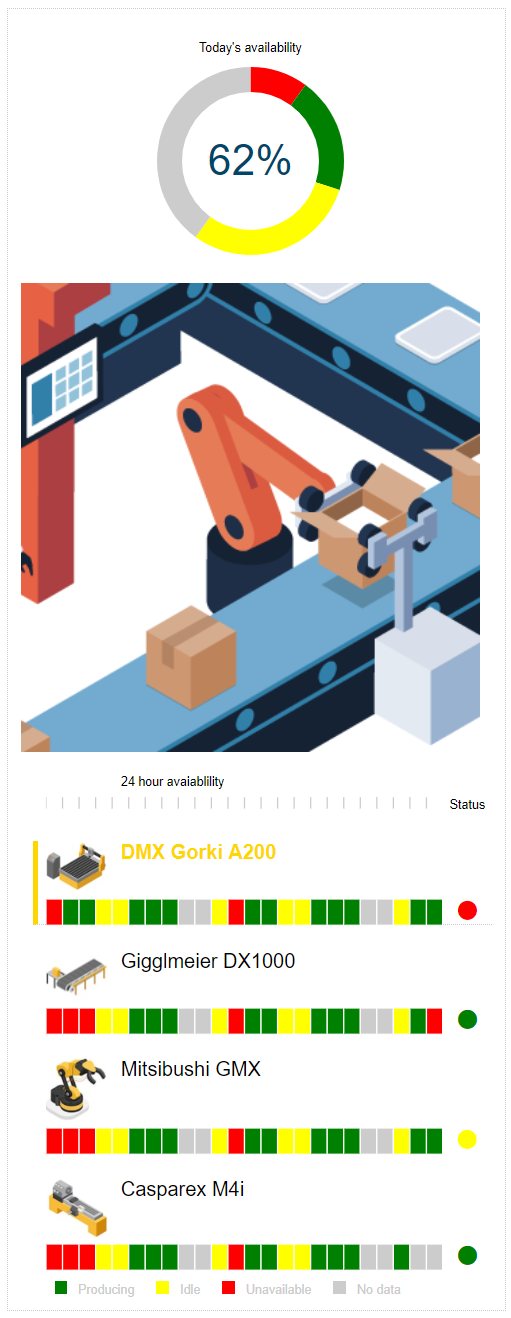 Today's availability
62%
24 hour avaiablility
Status
DMX Gorki A200
Gigglmeier DX1000
Mitsibushi GMX
Casparex M4i
Producing Idle Unavailable No data